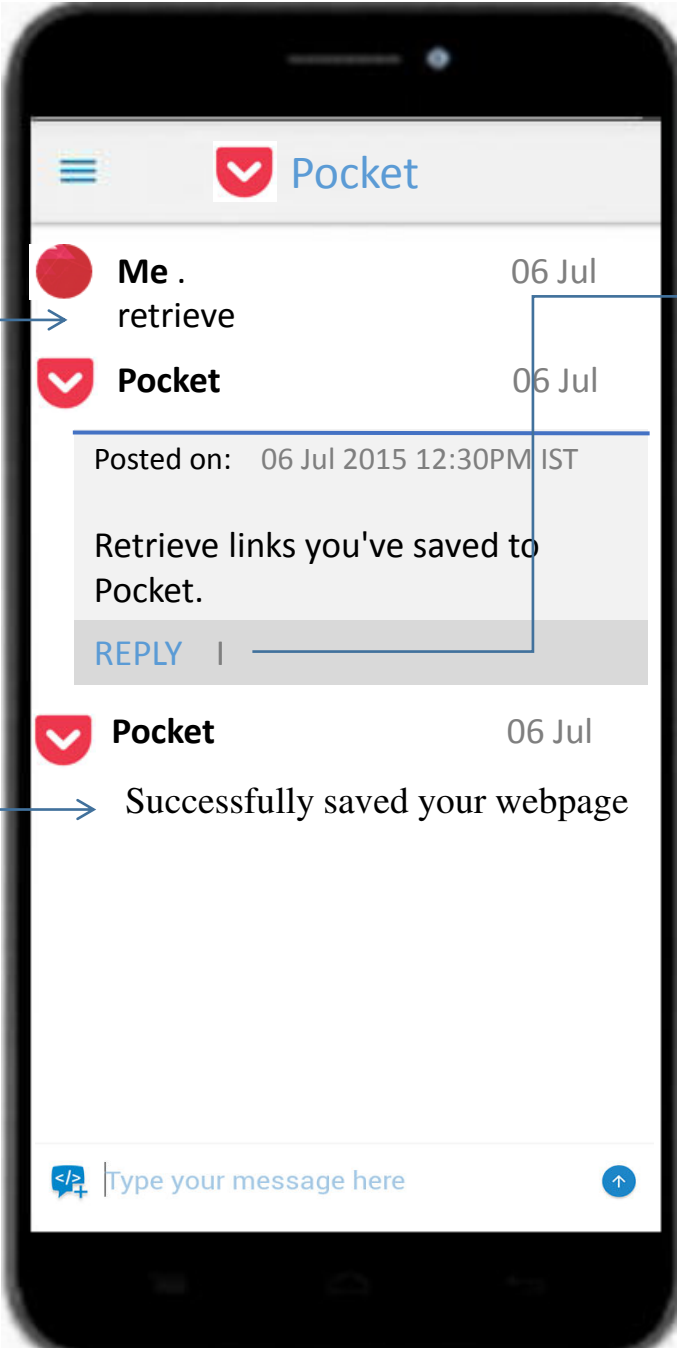 Pocket
Me . 06 Jul
retrieve
Pocket 06 Jul
Posted on: 06 Jul 2015 12:30PM IST
Retrieve links you've saved to
Pocket.
REPLY |
Pocket 06 Jul
Successfully saved your webpage
Type your message here